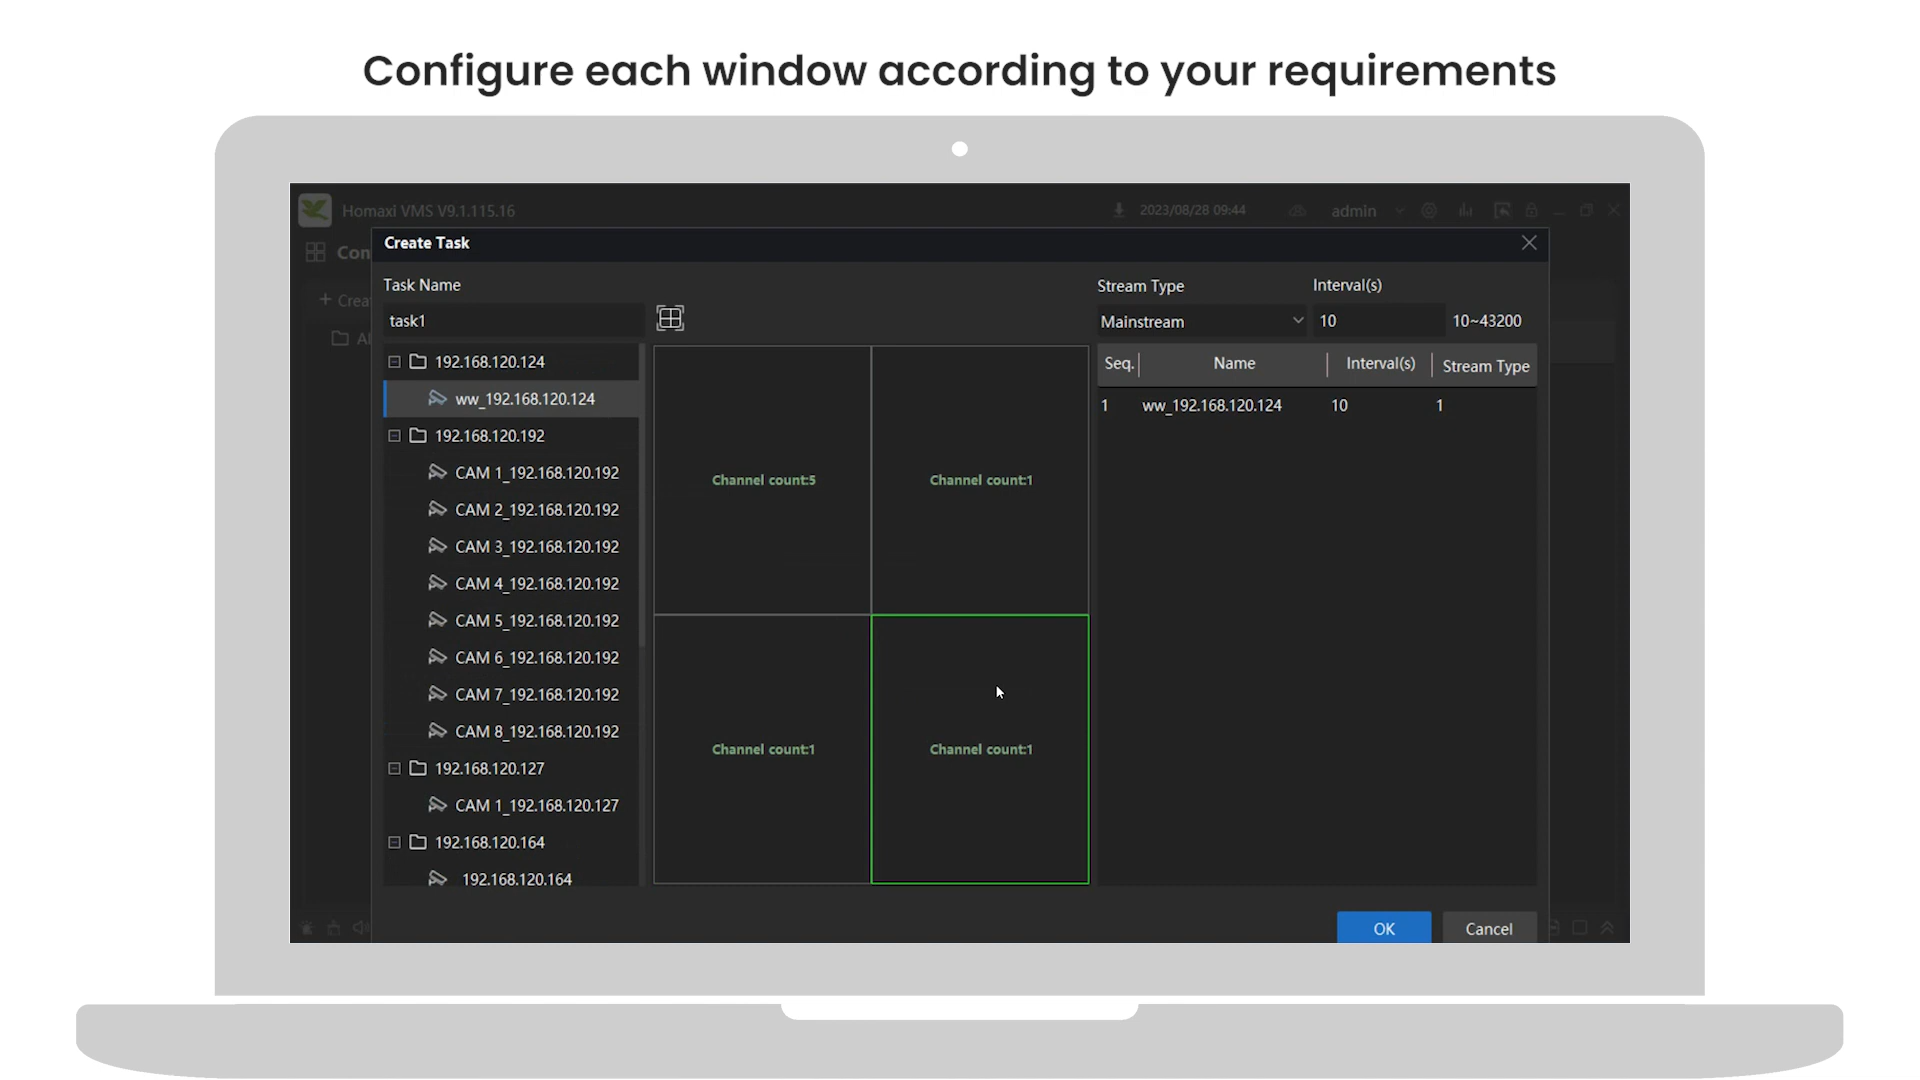 Configure each window according to your requirements
Homaxi VMS V9.1.115.16
2023/08/28 09:44
admin
Con
Create Task
Task Name
Stream Type
Interval(s)
+ Crea
task1
Mainstream
10
10~43200
Al
192.168.120.124
ww_192.168.120.124
192.168.120.192
CAM 1_192.168.120.192
CAM 2_192.168.120.192
CAM 3_192.168.120.192
CAM 4_192.168.120.192
CAM 5_192.168.120.192
CAM 6_192.168.120.192
CAM 7_192.168.120.192
CAM 8_192.168.120.192
192.168.120.127
CAM 1_192.168.120.127
192.168.120.164
192.168.120.164
Channel count:5
Channel count:1
Channel count:1
Channel count:1
Seq. Name Interval(s) Stream Type
1 ww_192.168.120.124 10 1
OK
Cancel